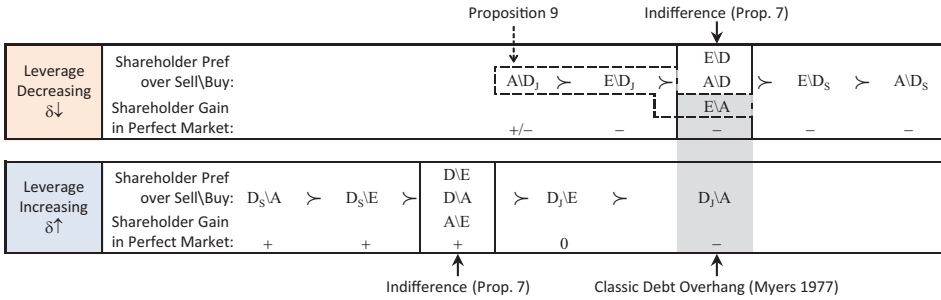 Proposition 9
Indifference (Prop. 7)
Leverage
Decreasing
δ↓
Shareholder Pref
over Sell\Buy:
Shareholder Gain
in Perfect Market:
E\D
A\D_J ≻ E\D_J ≻ A\D ≻ E\D_S ≻ A\D_S
E\A
+/− − − − −
Leverage
Increasing
δ↑
Shareholder Pref
over Sell\Buy:
Shareholder Gain
in Perfect Market:
D\E
D_S\A ≻ D_S\E ≻ D\A ≻ D_J\E ≻ D_J\A
A\E
+ + + 0 −
Indifference (Prop. 7)
Classic Debt Overhang (Myers 1977)